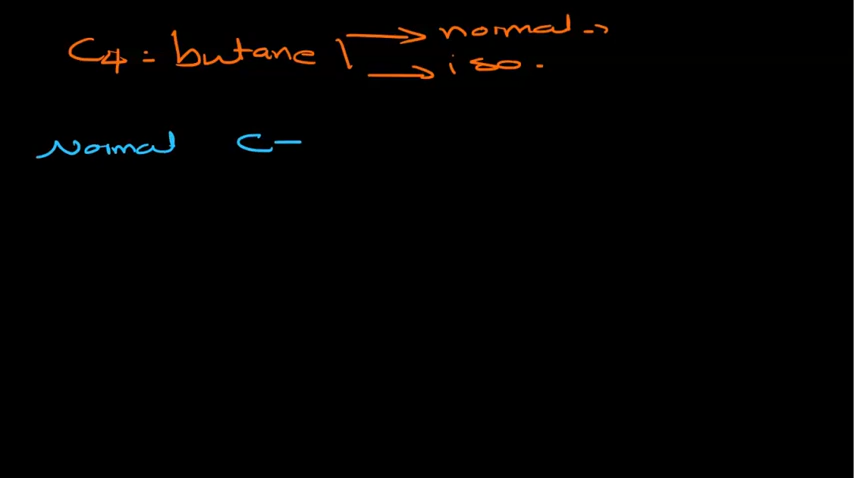 C4 = butane → normal →
→ iso.
Normal C-